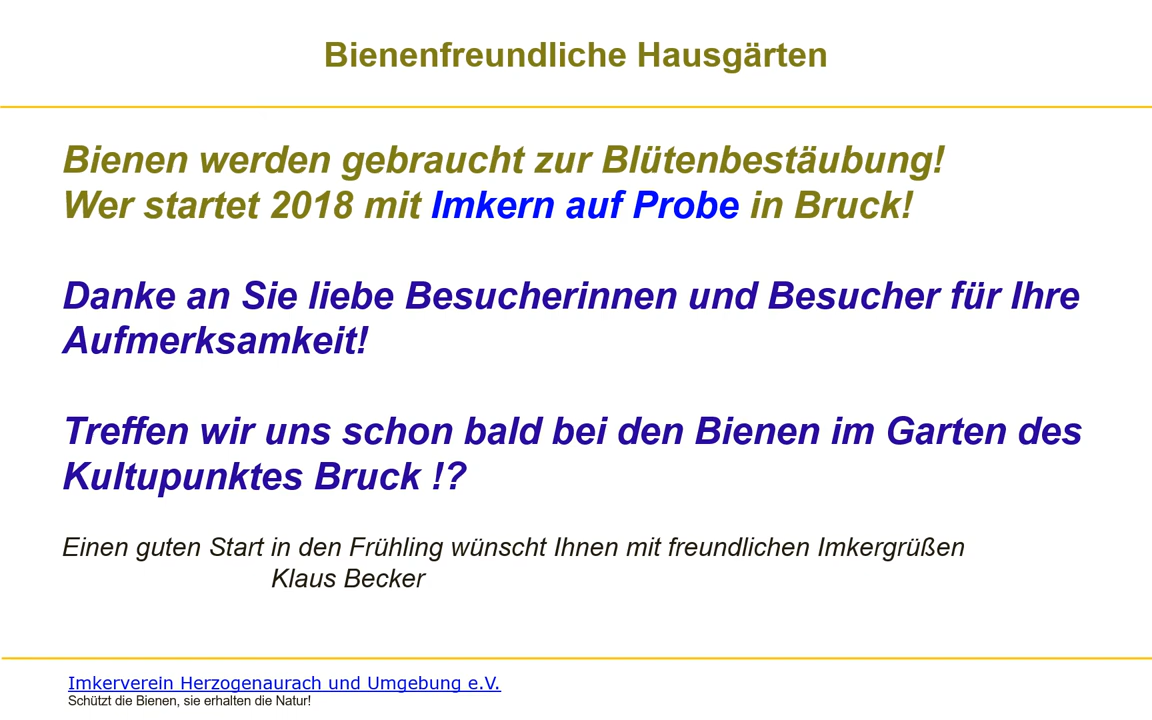 Bienenfreundliche Hausgärten
Bienen werden gebraucht zur Blütenbestäubung!
Wer startet 2018 mit Imkern auf Probe in Bruck!
Danke an Sie liebe Besucherinnen und Besucher für Ihre
Aufmerksamkeit!
Treffen wir uns schon bald bei den Bienen im Garten des
Kultupunktes Bruck !?
Einen guten Start in den Frühling wünscht Ihnen mit freundlichen Imkergrüßen
Klaus Becker
Imkerverein Herzogenaurach und Umgebung e.V.
Schützt die Bienen, sie erhalten die Natur!